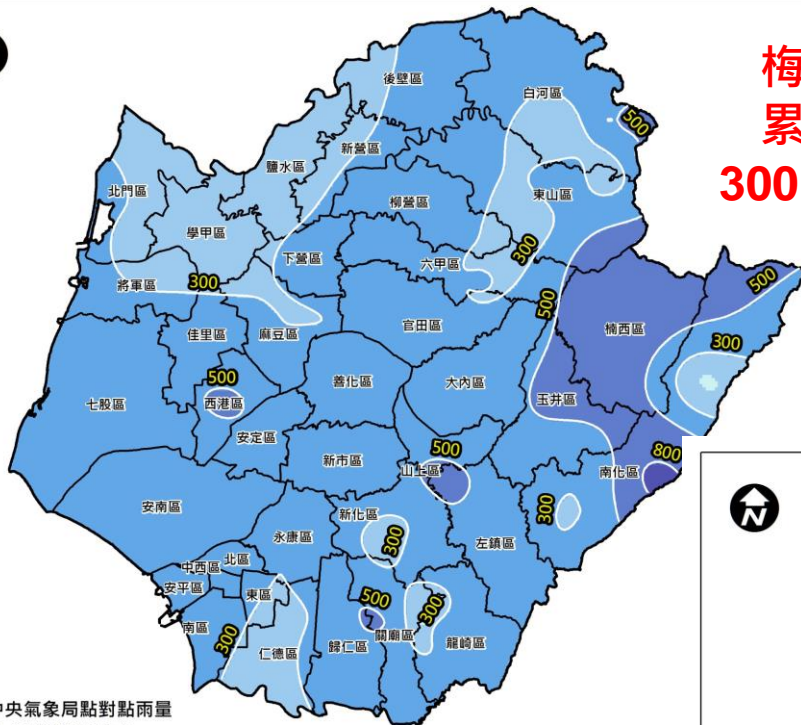 梅
累
300
後壁區
白河區
500
新營區
鹽水區
北門區
東山區
柳營區
學甲區
300
下營區
六甲區
300
將軍區
500
500
佳里區
麻豆區
官田區
楠西區
300
500
善化區
大內區
七股區
西港區
玉井區
安定區
500
新市區
山上區
800
南化區
安南區
新化區
300
永康區
300
左鎮區
N
北區
中西區
安平區
東區
500
300
南區
300
關廟區
歸仁區
龍崎區
仁德區
中央氣象局點對點雨量